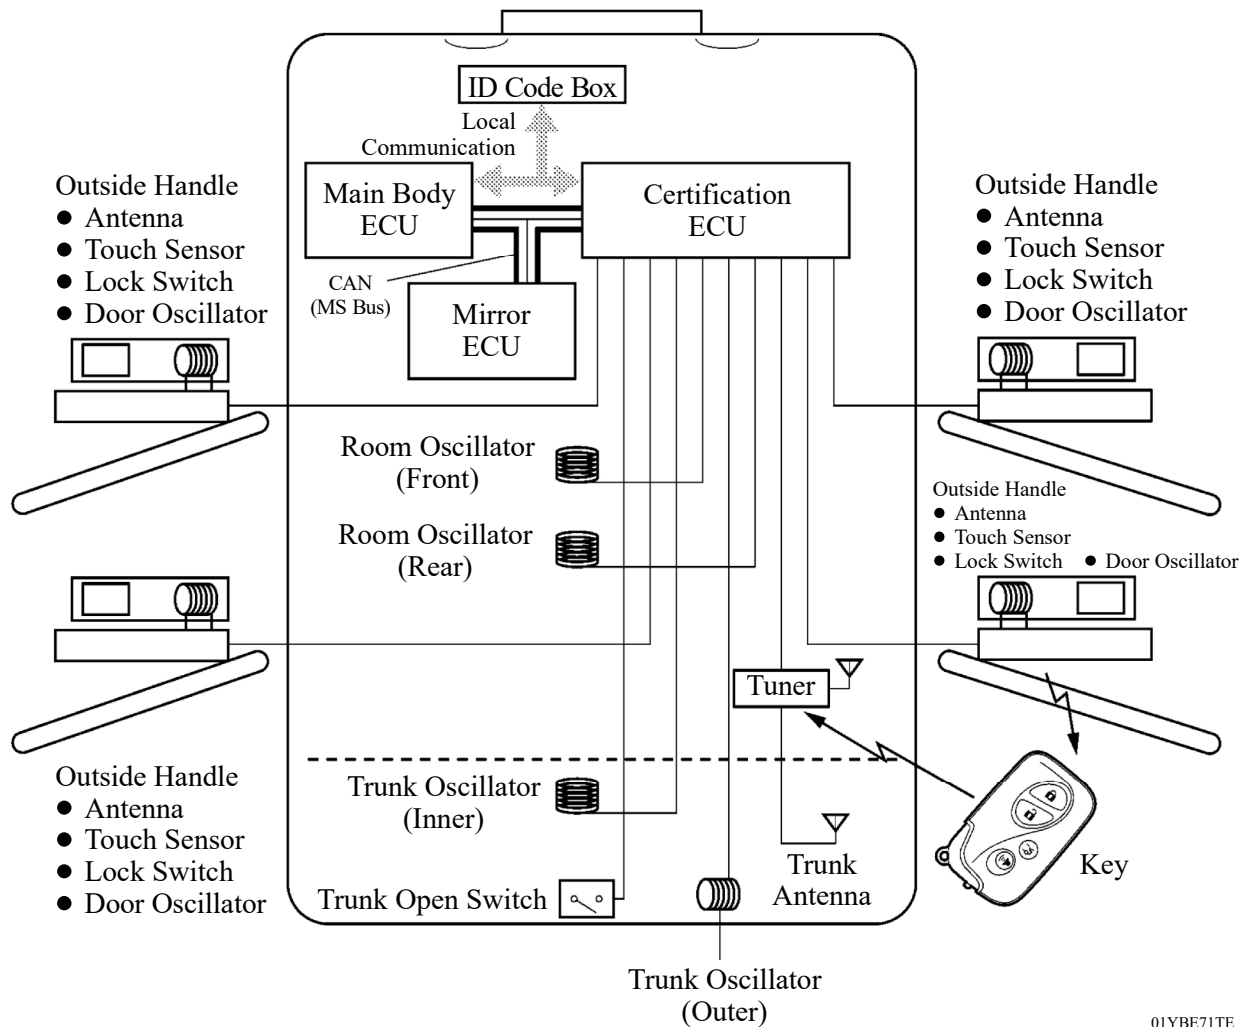 ID Code Box
Local
Communication
Main Body
ECU
Certification
ECU
CAN
(MS Bus)
Mirror
ECU
Outside Handle
● Antenna
● Touch Sensor
● Lock Switch
● Door Oscillator
Outside Handle
● Antenna
● Touch Sensor
● Lock Switch
● Door Oscillator
Room Oscillator
(Front)
Room Oscillator
(Rear)
Outside Handle
● Antenna
● Touch Sensor
● Lock Switch ● Door Oscillator
Tuner
Outside Handle
● Antenna
● Touch Sensor
● Lock Switch
● Door Oscillator
Trunk Oscillator
(Inner)
Trunk Open Switch
Trunk
Antenna
Key
Trunk Oscillator
(Outer)
01YBE71TE